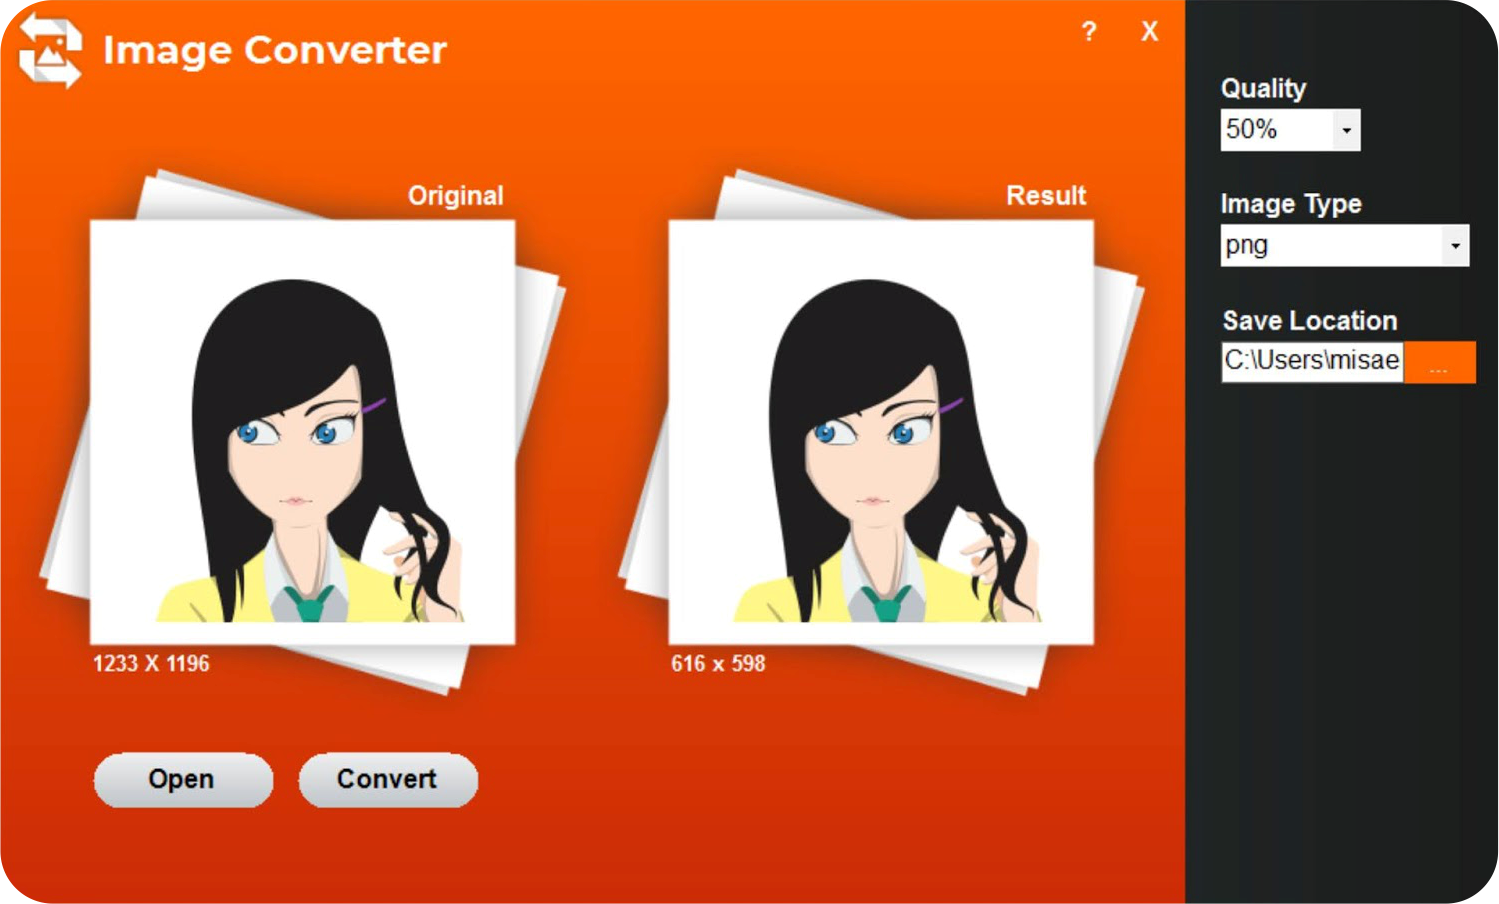 Image Converter
? X
Original
Result
1233 X 1196
616 x 598
Open
Convert
Quality
50%
Image Type
png
Save Location
C:\Users\misae
...